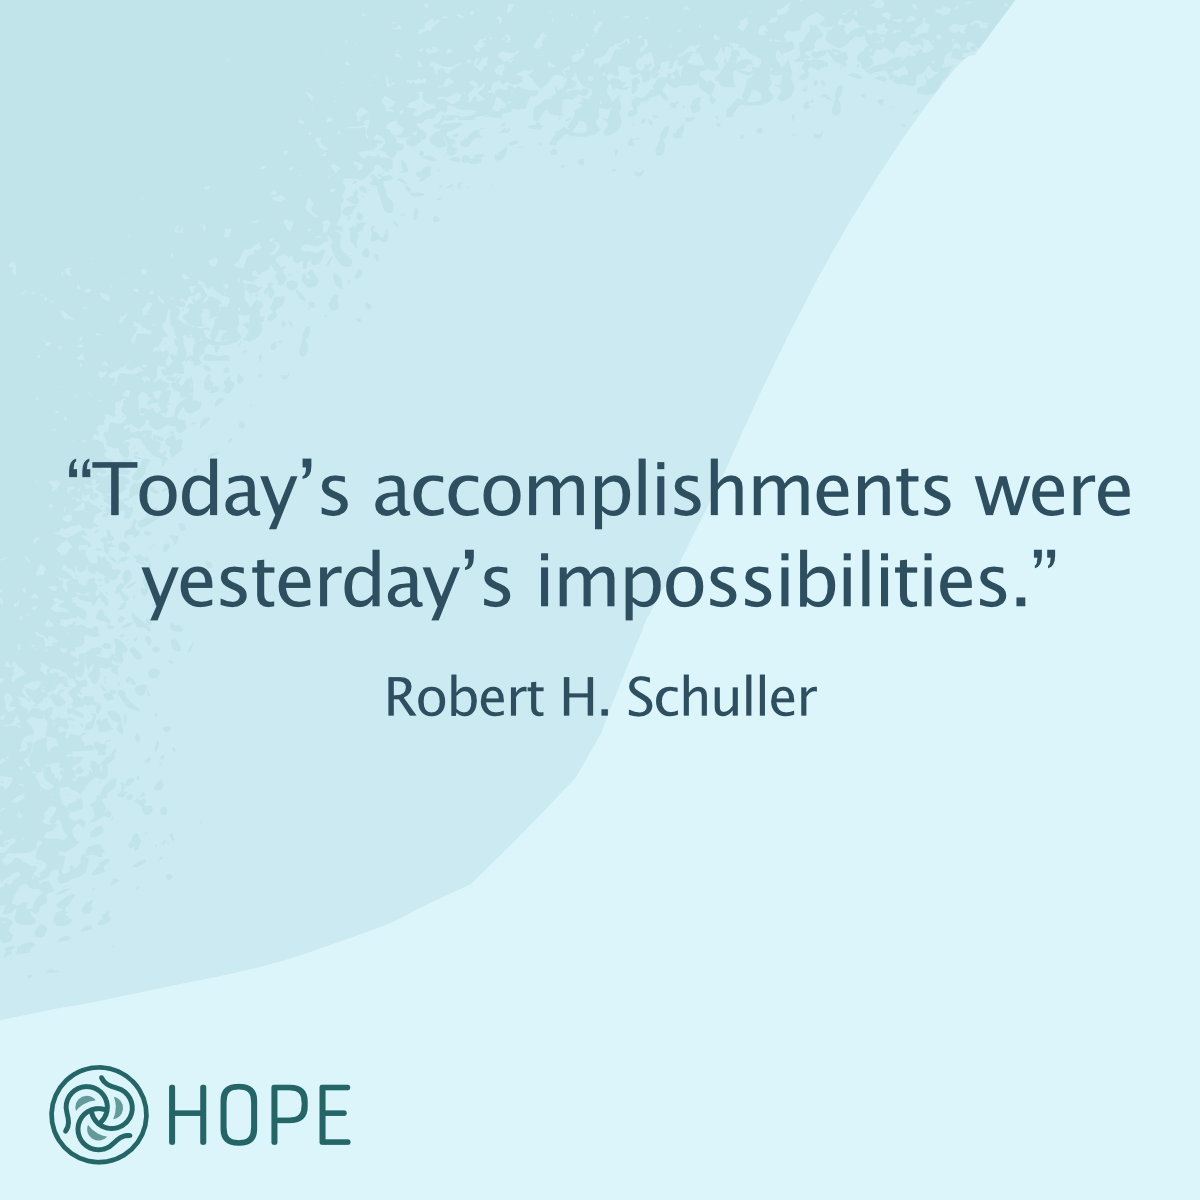 “Today’s accomplishments were
yesterday’s impossibilities.”
Robert H. Schuller
HOPE